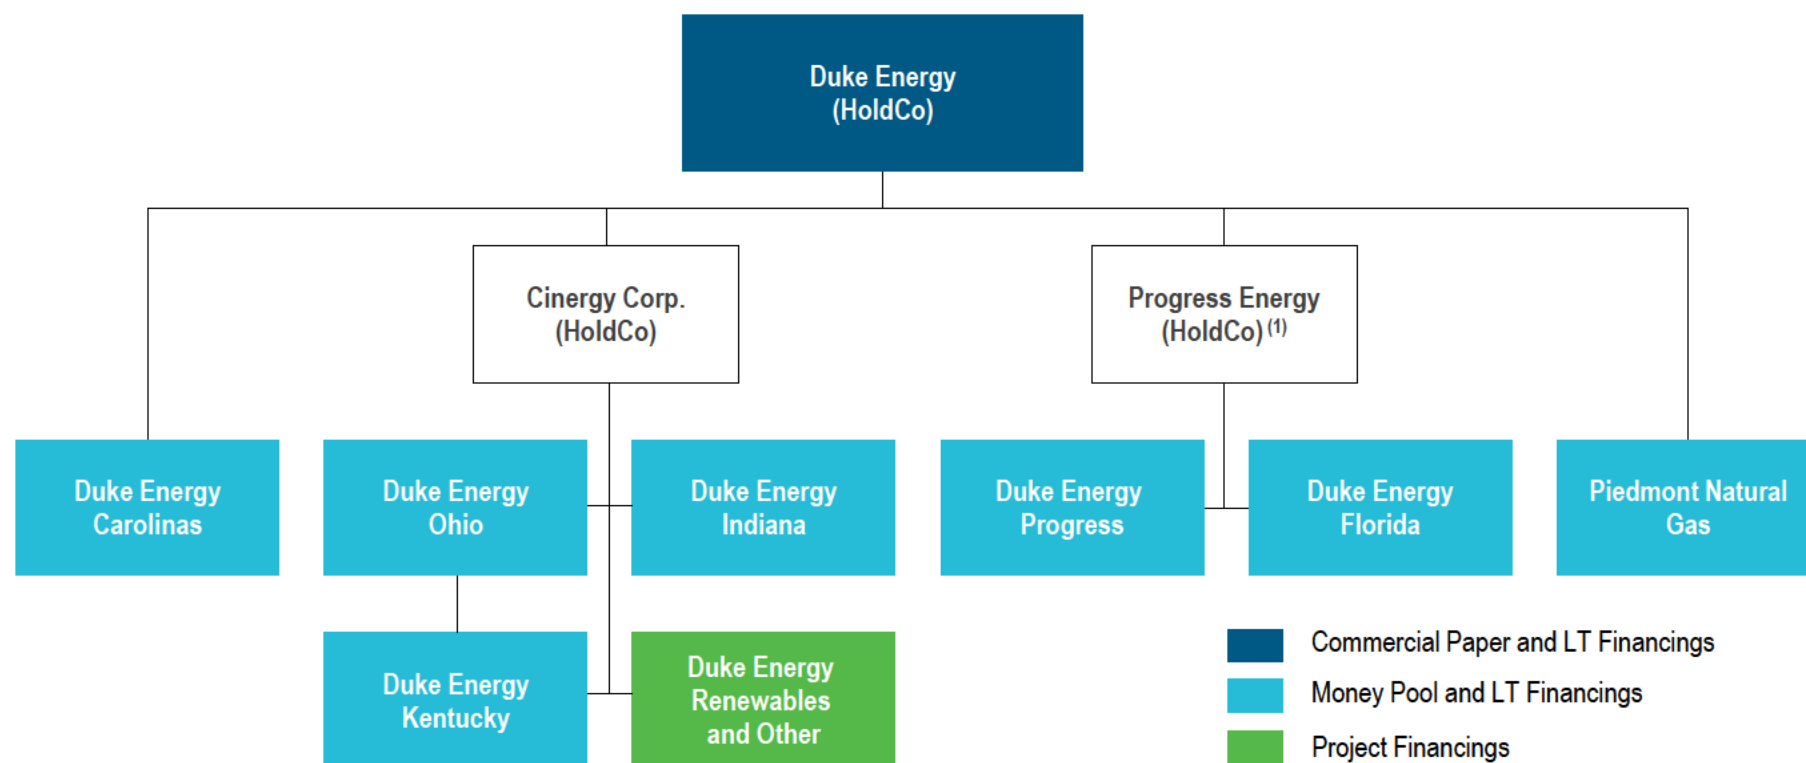 Duke Energy
(HoldCo)
Cinergy Corp.
(HoldCo)
Progress Energy
(HoldCo) (1)
Duke Energy
Carolinas
Duke Energy
Ohio
Duke Energy
Indiana
Duke Energy
Progress
Duke Energy
Florida
Piedmont Natural
Gas
Duke Energy
Kentucky
Duke Energy
Renewables
and Other
Commercial Paper and LT Financings
Money Pool and LT Financings
Project Financings